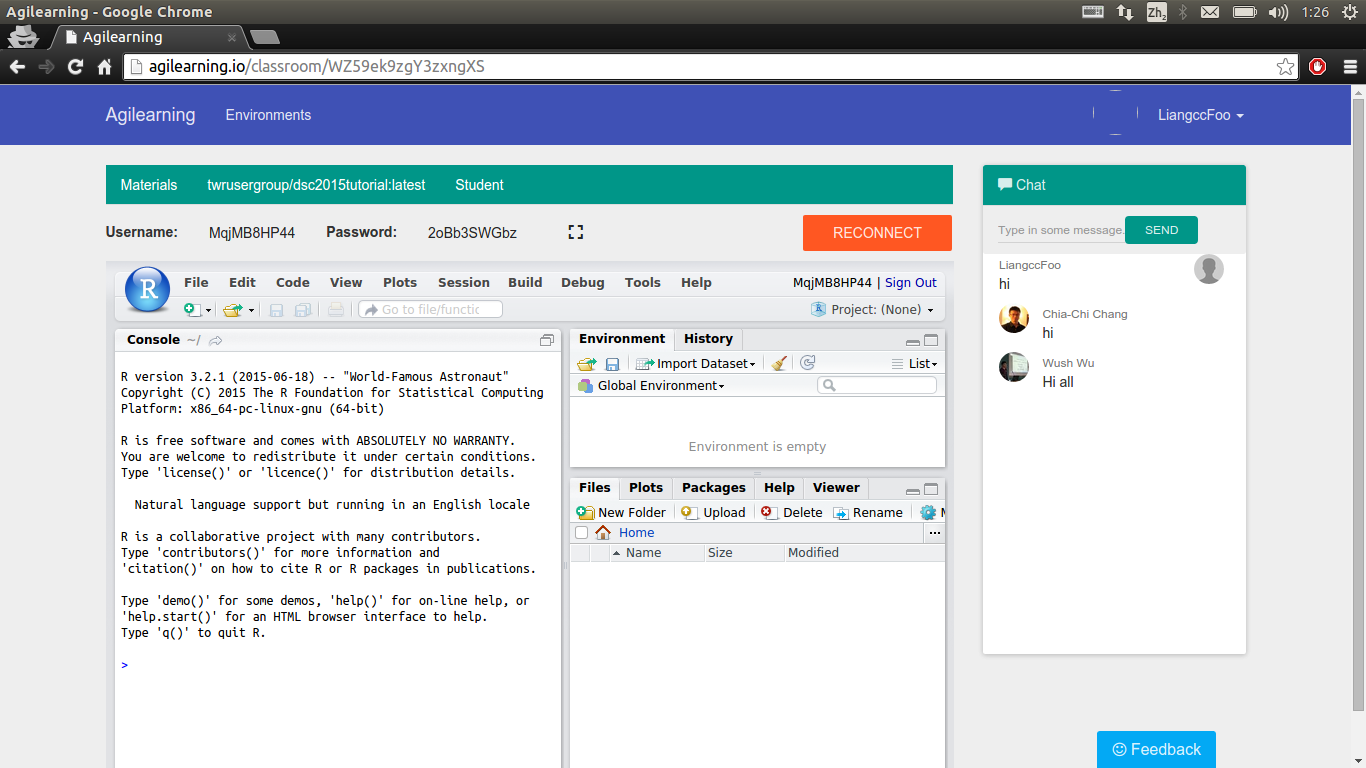 Agilearning - Google Chrome
Zh2
1:26
Agilearning
agilearning.io/classroom/WZ59ek9zgY3zxngXS
Agilearning
Environments
LiangccFoo
Materials
twrusergroup/dsc2015tutorial:latest
Student
Username:
MqjMB8HP44
Password:
2oBb3SWGbz
RECONNECT
R
File Edit Code View Plots Session Build Debug Tools Help
MqjMB8HP44 | Sign Out
Go to file/functic
Project: (None)
Console ~/
R version 3.2.1 (2015-06-18) -- "World-Famous Astronaut"
Copyright (C) 2015 The R Foundation for Statistical Computing
Platform: x86_64-pc-linux-gnu (64-bit)
R is free software and comes with ABSOLUTELY NO WARRANTY.
You are welcome to redistribute it under certain conditions.
Type 'license()' or 'licence()' for distribution details.
Natural language support but running in an English locale
R is a collaborative project with many contributors.
Type 'contributors()' for more information and
'citation()' on how to cite R or R packages in publications.
Type 'demo()' for some demos, 'help()' for on-line help, or
'help.start()' for an HTML browser interface to help.
Type 'q()' to quit R.
>
Environment History
Import Dataset
List
Global Environment
Environment is empty
Files Plots Packages Help Viewer
New Folder Upload Delete Rename M
Home
...
Name Size Modified
Chat
Type in some message.
SEND
LiangccFoo
hi
Chia-Chi Chang
hi
Wush Wu
Hi all
Feedback